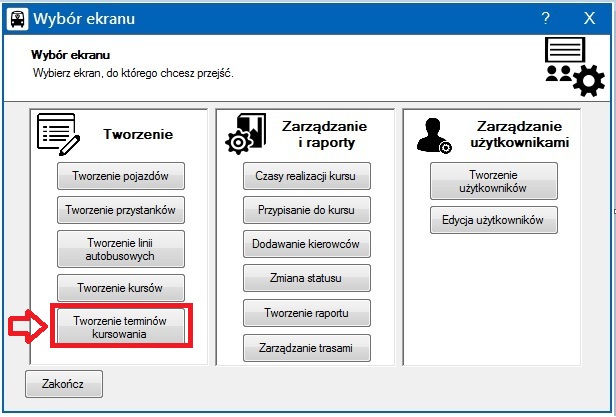 Wybór ekranu
? X
Wybór ekranu
Wybierz ekran, do którego chcesz przejść.
Tworzenie
Tworzenie pojazdów
Tworzenie przystanków
Tworzenie linii
autobusowych
Tworzenie kursów
Tworzenie terminów
kursowania
Zarządzanie
i raporty
Czasy realizacji kursu
Przypisanie do kursu
Dodawanie kierowców
Zmiana statusu
Tworzenie raportu
Zarządzanie trasami
Zarządzanie
użytkownikami
Tworzenie
użytkowników
Edycja użytkowników
Zakończ